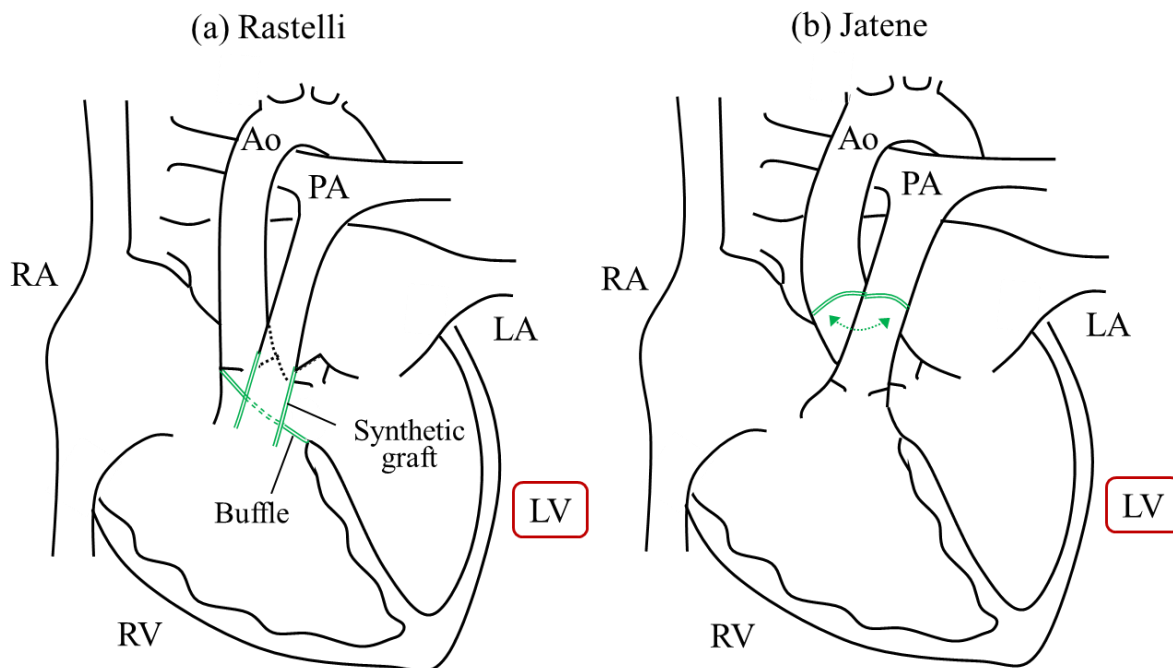 (a) Rastelli
Ao
PA
RA
LA
Synthetic
graft
Buffle
LV
RV
(b) Jatene
Ao
PA
RA
LA
LV
RV